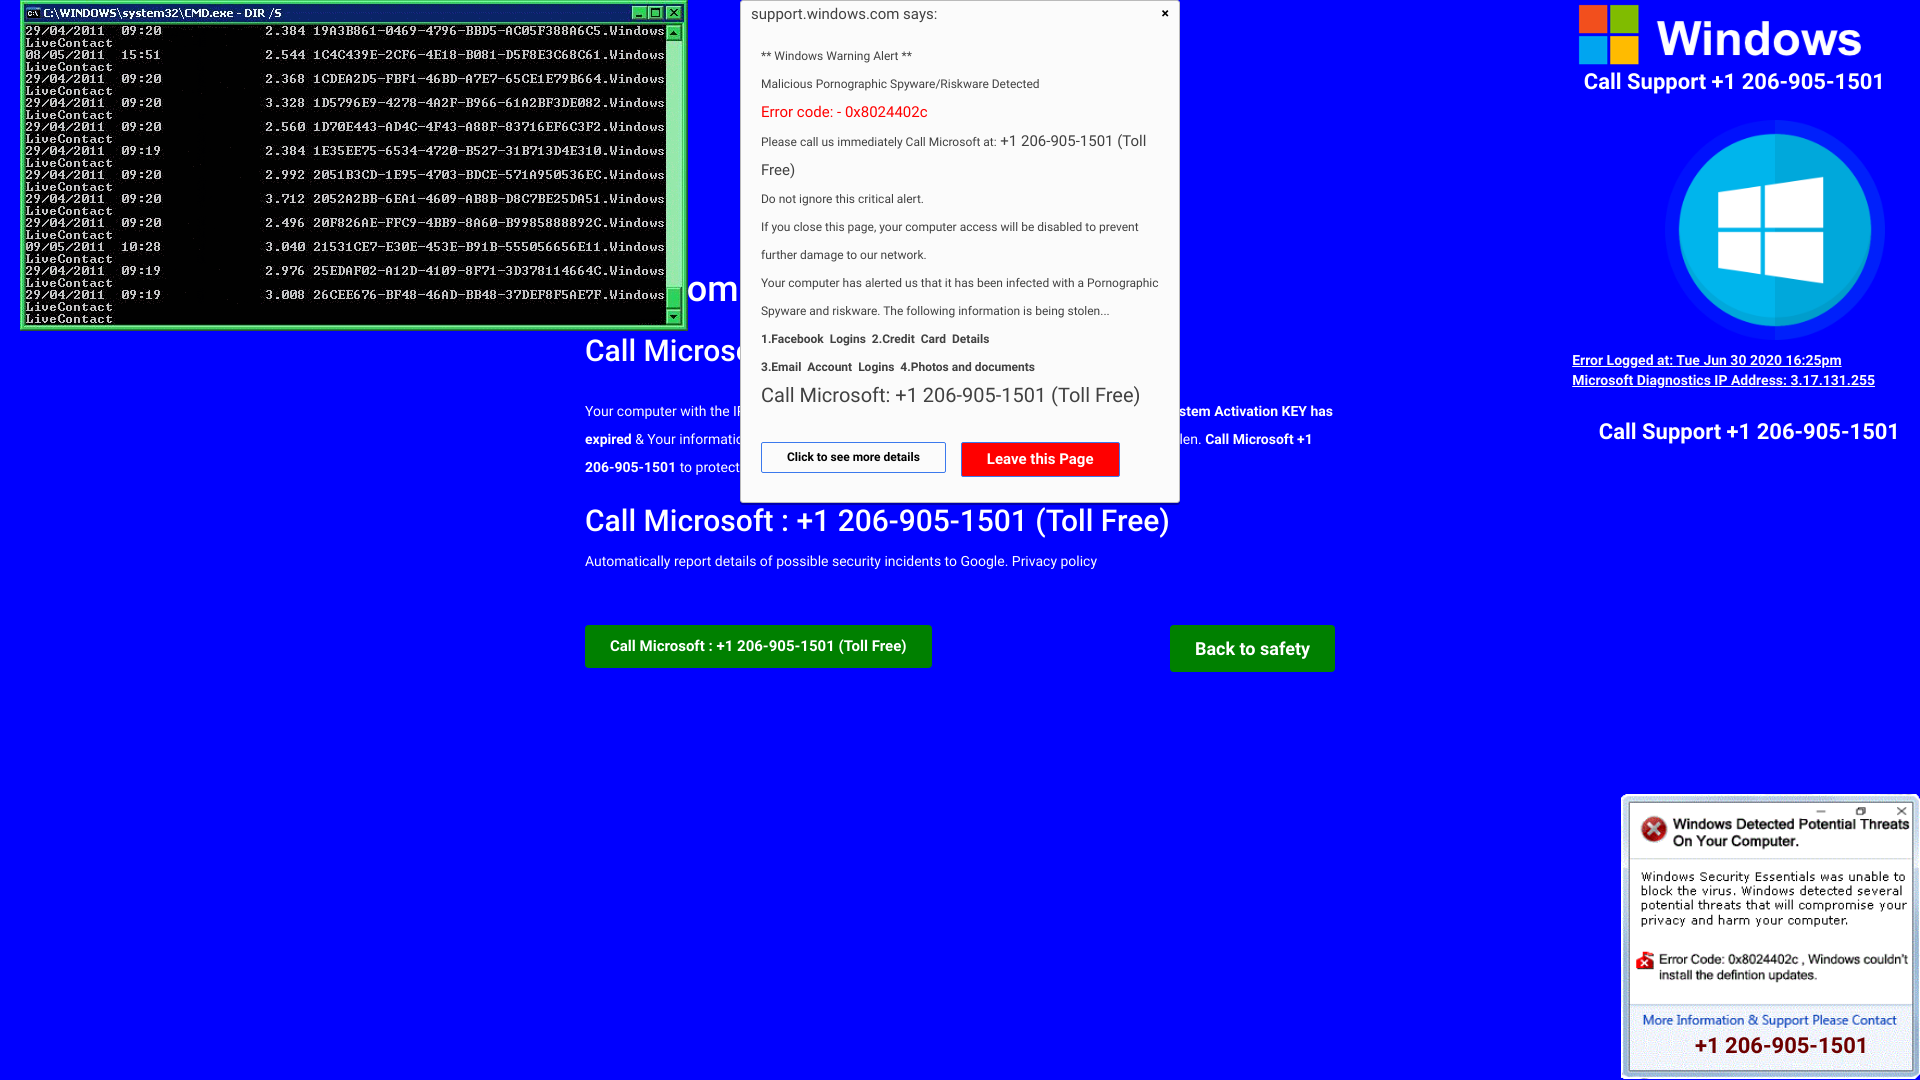 C:\WINDOWS\system32\CMD.exe - DIR /S
29/04/2011  09:20             2.384 19A3B861-0469-4796-BBD5-AC05F388A6C5.Windows
LiveContact
08/05/2011  15:51             2.544 1C4C439E-2CF6-4E18-B081-D5F8E3C68C61.Windows
LiveContact
29/04/2011  09:20             2.368 1CDEA2D5-FBF1-46BD-A7E7-65CE1E79B664.Windows
LiveContact
29/04/2011  09:20             3.328 1D5796E9-4278-4A2F-B966-61A2BF3DE082.Windows
LiveContact
29/04/2011  09:20             2.560 1D70E443-AD4C-4F43-A88F-83716EF6C3F2.Windows
LiveContact
29/04/2011  09:19             2.384 1E35EE75-6534-4720-B527-31B713D4E310.Windows
LiveContact
29/04/2011  09:20             2.992 2051B3CD-1E95-4703-BDCE-571A950536EC.Windows
LiveContact
29/04/2011  09:20             3.712 2052A2BB-6EA1-4609-AB8B-D8C7BE25DA51.Windows
LiveContact
29/04/2011  09:20             2.496 20F826AE-FFC9-4BB9-8A60-B9985888892C.Windows
LiveContact
09/05/2011  10:28             3.040 21531CE7-E30E-453E-B91B-555056656E11.Windows
LiveContact
29/04/2011  09:19             2.976 25EDAF02-A12D-4109-8F71-3D378114664C.Windows
LiveContact
29/04/2011  09:19             3.008 26CEE676-BF48-46AD-BB48-37DEF8F5AE7F.Windows
LiveContact
LiveContact
support.windows.com says:
** Windows Warning Alert **
Malicious Pornographic Spyware/Riskware Detected
Error code: - 0x8024402c
Please call us immediately Call Microsoft at: +1 206-905-1501 (Toll
Free)
Do not ignore this critical alert.
If you close this page, your computer access will be disabled to prevent
further damage to our network.
Your computer has alerted us that it has been infected with a Pornographic
Spyware and riskware. The following information is being stolen...
1.Facebook Logins 2.Credit Card Details
3.Email Account Logins 4.Photos and documents
Call Microsoft: +1 206-905-1501 (Toll Free)
Click to see more details
Leave this Page
om
Call Microso
Your computer with the IP
stem Activation KEY has
expired & Your informatio
len. Call Microsoft +1
206-905-1501 to protect
Call Microsoft : +1 206-905-1501 (Toll Free)
Automatically report details of possible security incidents to Google. Privacy policy
Call Microsoft : +1 206-905-1501 (Toll Free)
Back to safety
Windows
Call Support +1 206-905-1501
Error Logged at: Tue Jun 30 2020 16:25pm
Microsoft Diagnostics IP Address: 3.17.131.255
Call Support +1 206-905-1501
Windows Detected Potential Threats
On Your Computer.
Windows Security Essentials was unable to
block the virus. Windows detected several
potential threats that will compromise your
privacy and harm your computer.
Error Code: 0x8024402c , Windows couldn't
install the defintion updates.
More Information & Support Please Contact
+1 206-905-1501